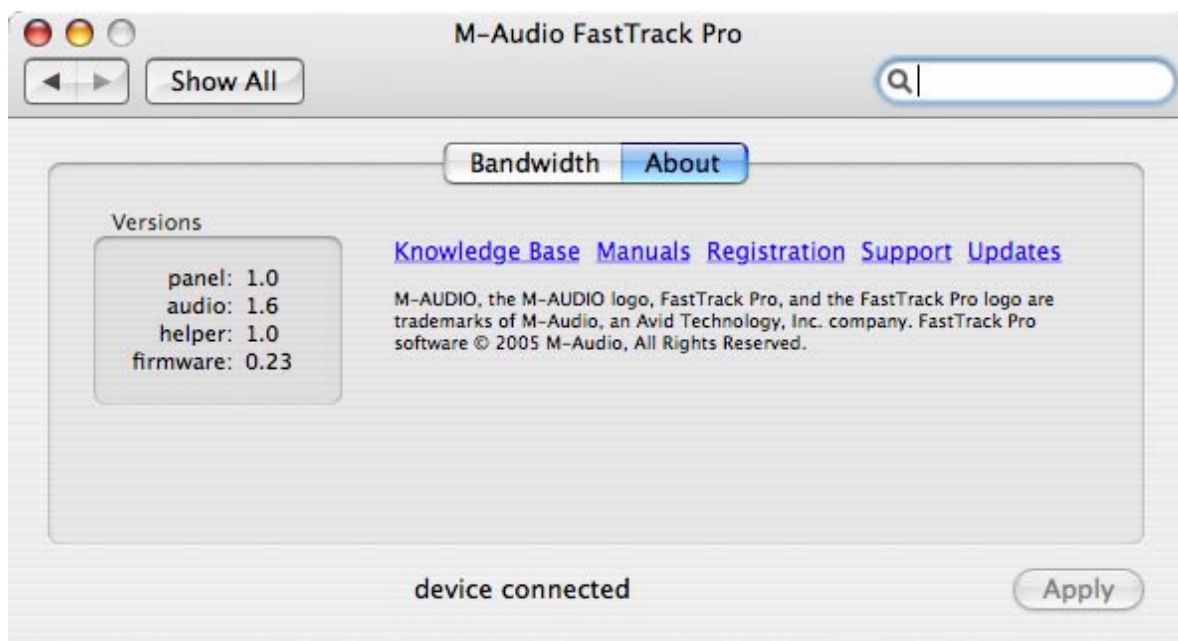 M-Audio FastTrack Pro
Show All
Bandwidth About
Versions
panel: 1.0
audio: 1.6
helper: 1.0
firmware: 0.23
Knowledge Base Manuals Registration Support Updates
M-AUDIO, the M-AUDIO logo, FastTrack Pro, and the FastTrack Pro logo are
trademarks of M-Audio, an Avid Technology, Inc. company. FastTrack Pro
software © 2005 M-Audio, All Rights Reserved.
device connected
Apply